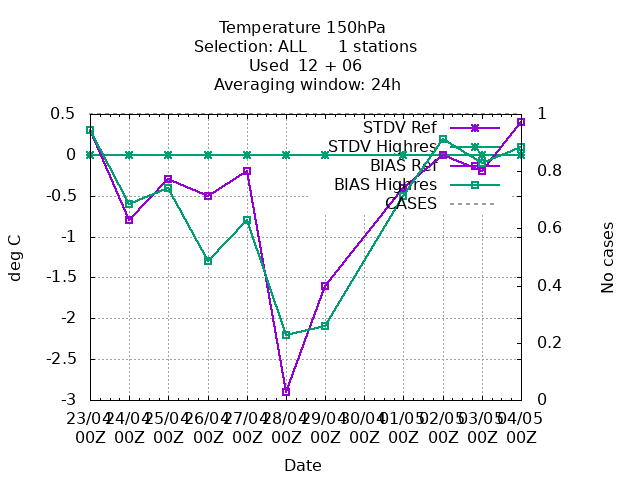 Temperature 150hPa
Selection: ALL 1 stations
Used 12 + 06
Averaging window: 24h
0.5
0
-0.5
-1
-1.5
-2
-2.5
-3
deg C
1
0.8
0.6
0.4
0.2
0
No cases
STDV Ref
STDV Highres
BIAS Ref
BIAS Highres
CASES
23/04 24/04 25/04 26/04 27/04 28/04 29/04 30/04 01/05 02/05 03/05 04/05
00Z 00Z 00Z 00Z 00Z 00Z 00Z 00Z 00Z 00Z 00Z 00Z
Date